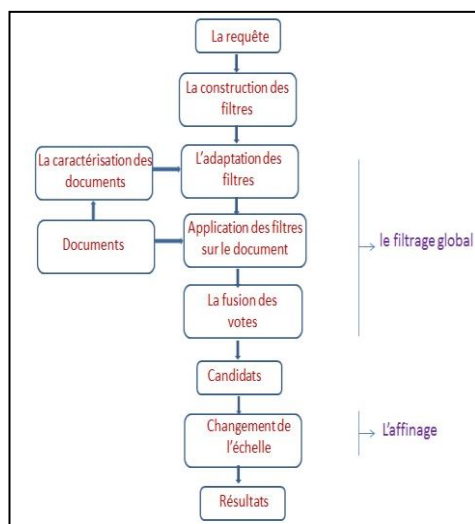 La requête
La construction des
filtres
La caractérisation des
documents
L'adaptation des
filtres
Documents
Application des filtres
sur le document
le filtrage global
La fusion des
votes
Candidats
Changement de
l'échelle
L'affinage
Résultats